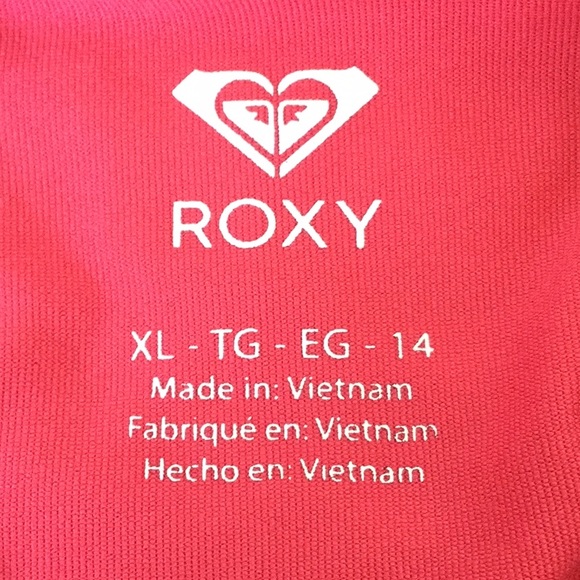 ROXY
XL - TG - EG - 14
Made in: Vietnam
Fabriqué en: Vietnam
Hecho en: Vietnam